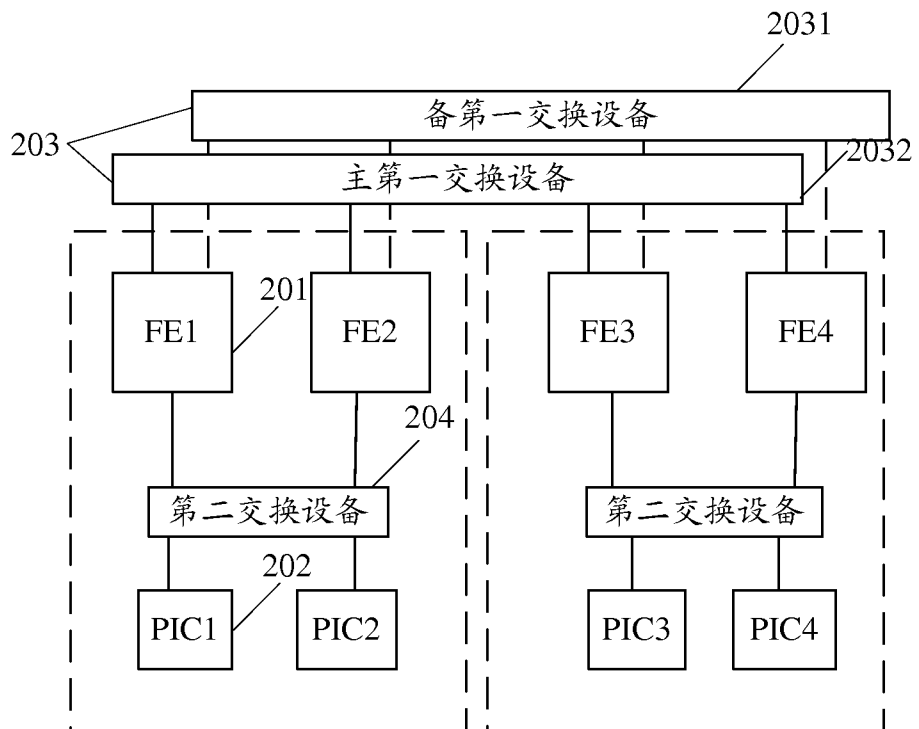 2031
备第一交换设备
203
2032
主第一交换设备
201
FE1
FE2
FE3
FE4
204
第二交换设备
第二交换设备
202
PIC1
PIC2
PIC3
PIC4